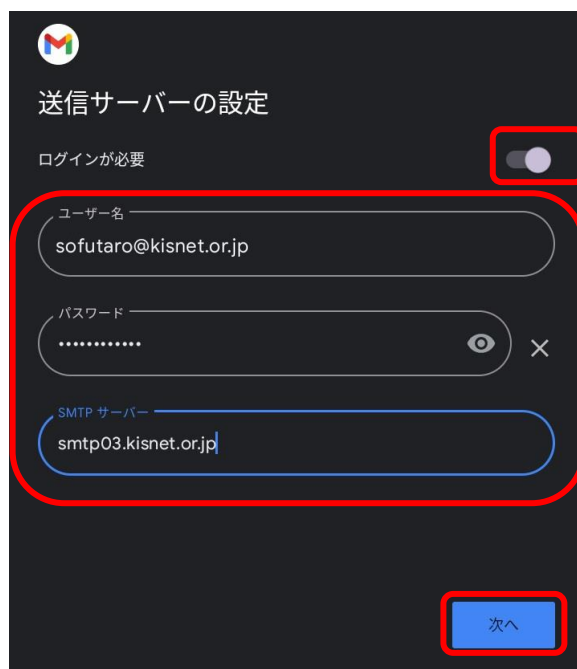 送信サーバーの設定
ログインが必要
ユーザー名
sofutaro@kisnet.or.jp
パスワード
••••••••••••
SMTP サーバー
smtp03.kisnet.or.jp
次へ